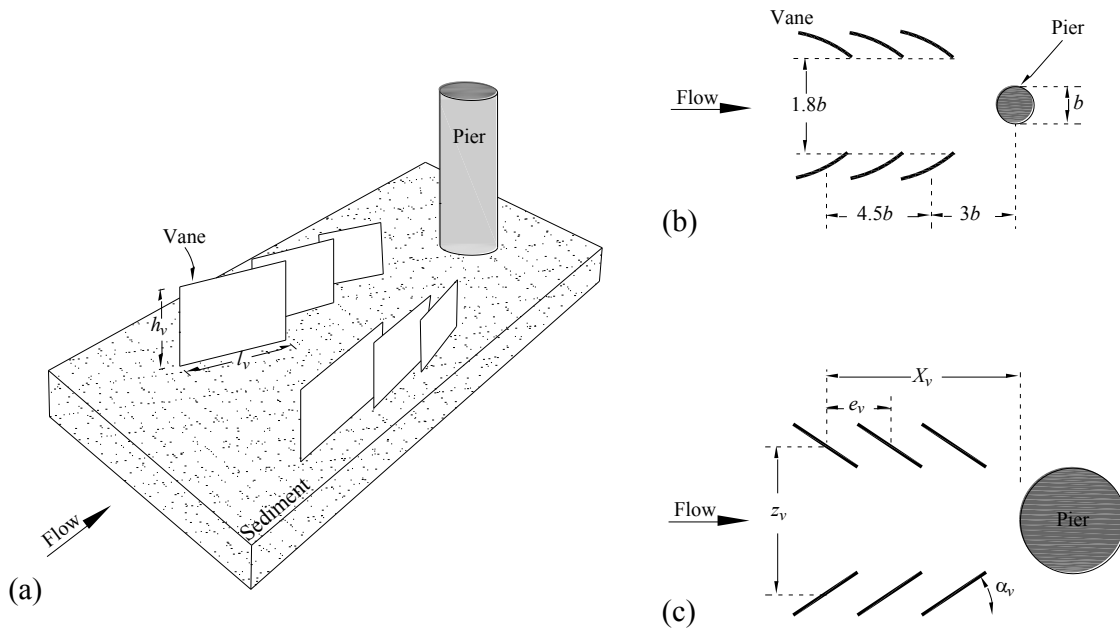 Pier
Vane
h_v
l_v
Sediment
Flow
(a)
Vane
Pier
Flow
1.8b
b
4.5b
3b
(b)
X_v
e_v
Flow
z_v
Pier
α_v
(c)